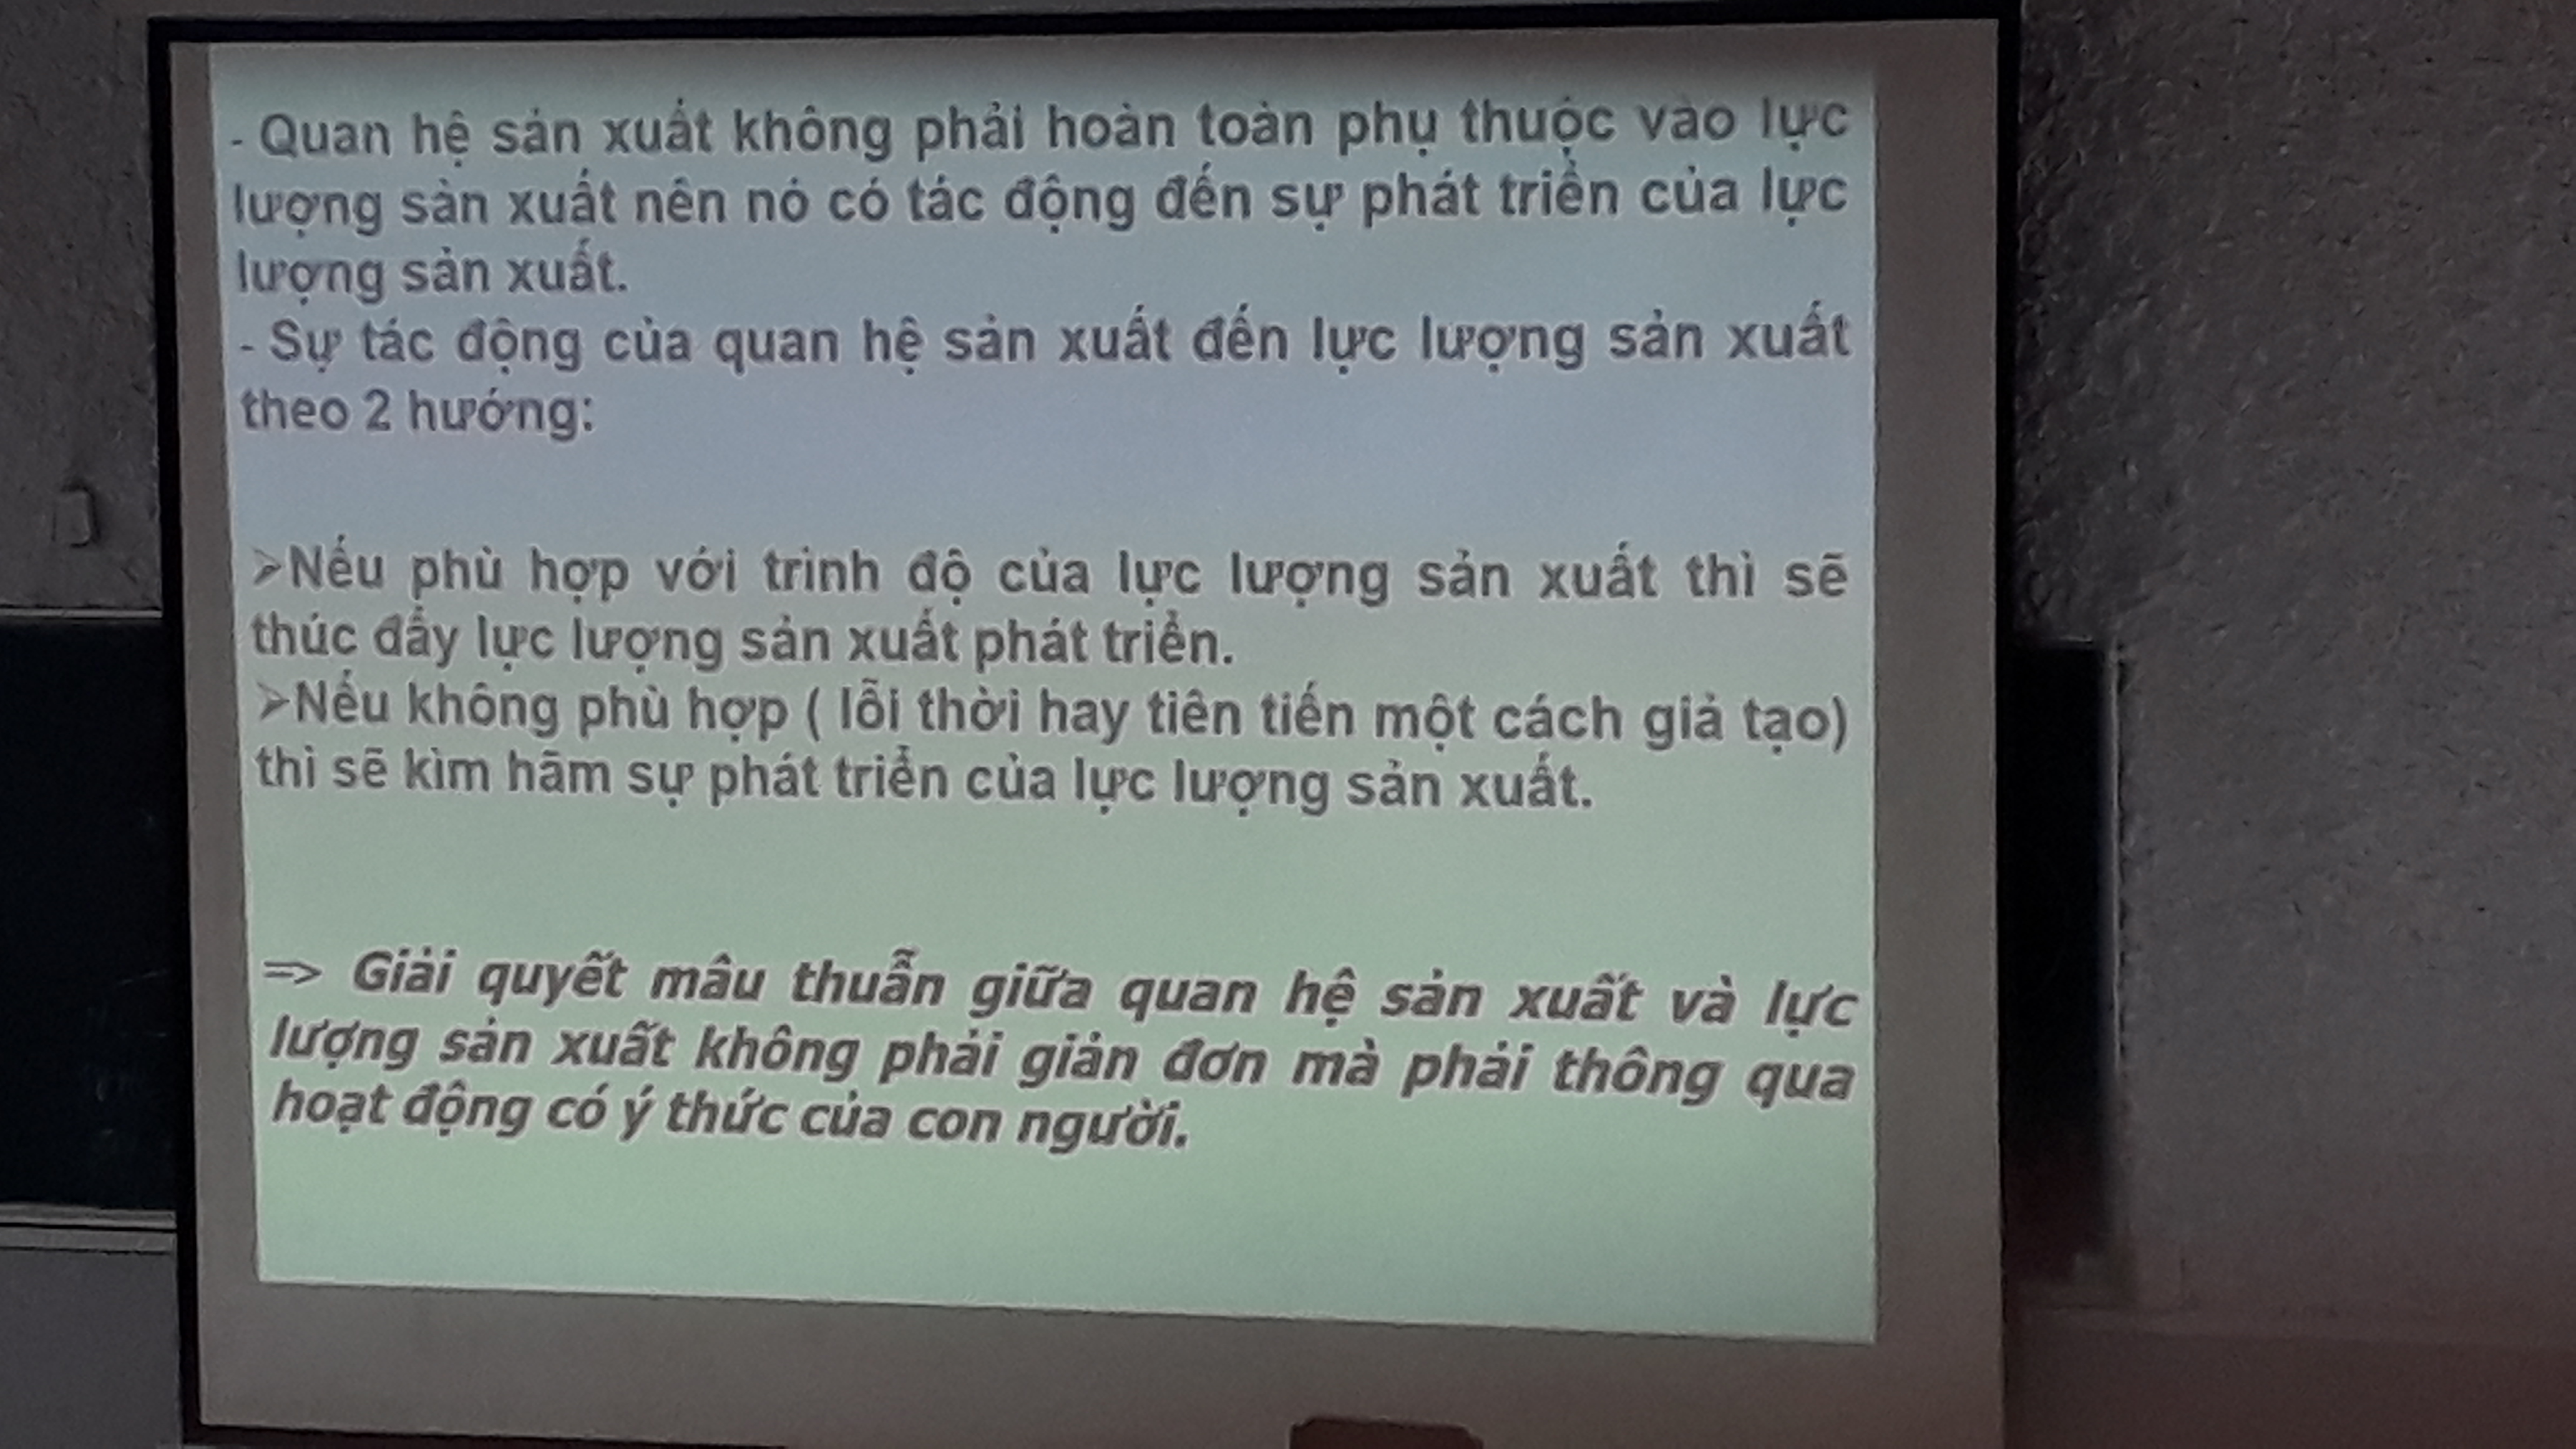 - Quan hệ sản xuất không phải hoàn toàn phụ thuộc vào lực
lượng sản xuất nên nó có tác động đến sự phát triển của lực
lượng sản xuất.
- Sự tác động của quan hệ sản xuất đến lực lượng sản xuất
theo 2 hướng:
➢Nếu phù hợp với trình độ của lực lượng sản xuất thì sẽ
thúc đẩy lực lượng sản xuất phát triển.
➢Nếu không phù hợp ( lỗi thời hay tiên tiến một cách giả tạo)
thì sẽ kìm hãm sự phát triển của lực lượng sản xuất.
=> Giải quyết mâu thuẫn giữa quan hệ sản xuất và lực
lượng sản xuất không phải giản đơn mà phải thông qua
hoạt động có ý thức của con người.